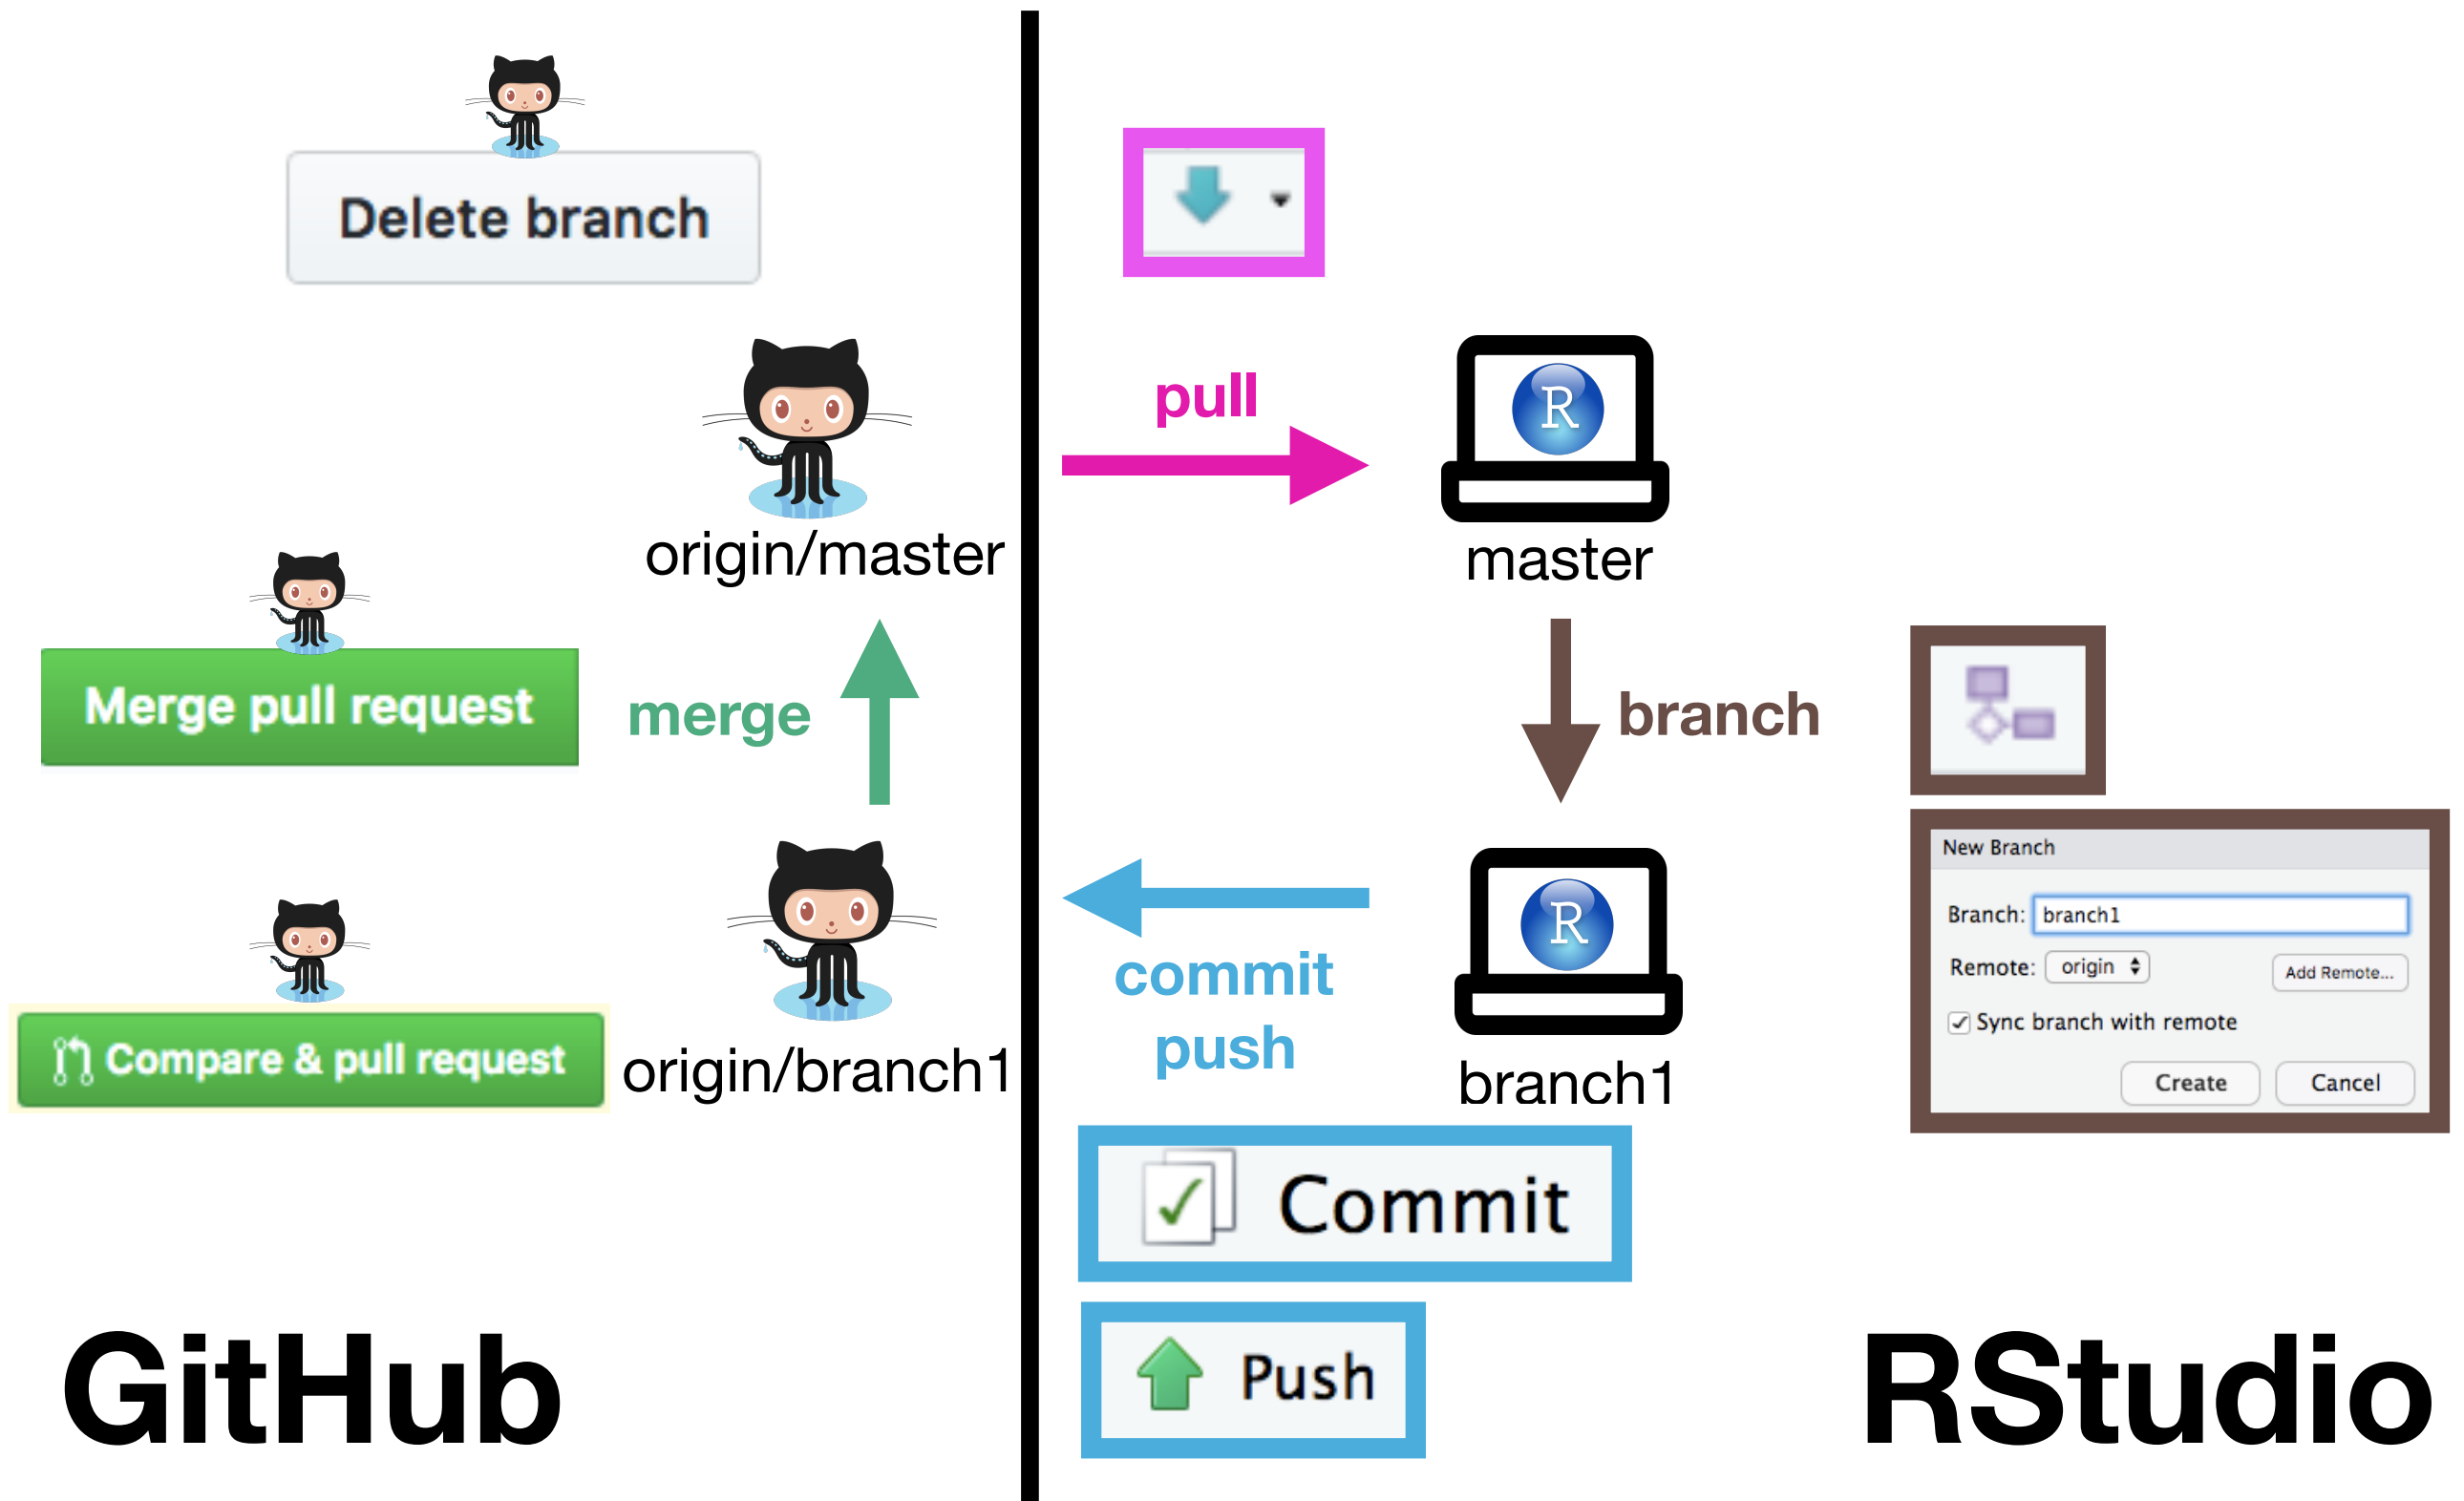 Delete branch
origin/master
Merge pull request
merge
Compare & pull request
origin/branch1
GitHub
pull
R
master
branch
New Branch
Branch: branch1
Remote: origin
Add Remote...
Sync branch with remote
Create
Cancel
commit
push
R
branch1
Commit
Push
RStudio